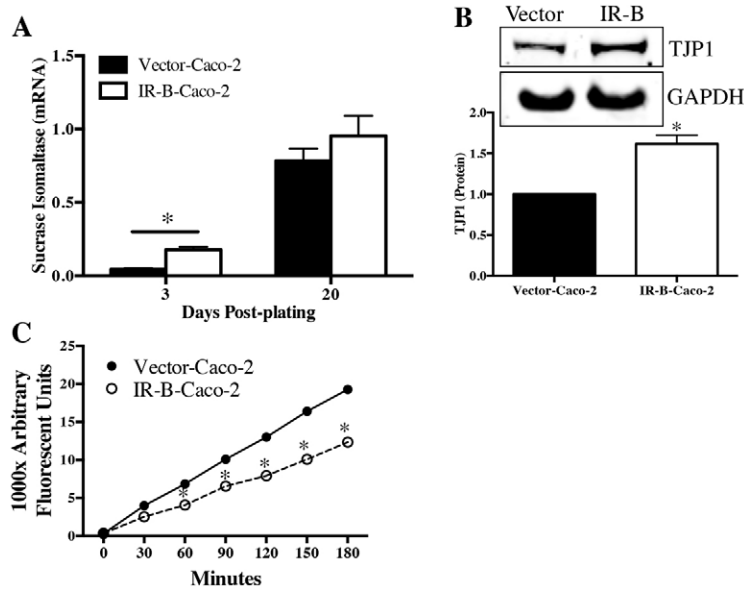 A
Sucrase Isomaltase (mRNA)
1.5
1.0
0.5
0.0
Vector-Caco-2
IR-B-Caco-2
*
3
20
Days Post-plating
B
Vector
IR-B
TJP1
GAPDH
TJP1 (Protein)
2.0
1.5
1.0
0.5
0.0
*
Vector-Caco-2
IR-B-Caco-2
C
1000x Arbitrary
Fluorescent Units
25
20
15
10
5
0
Vector-Caco-2
IR-B-Caco-2
*
*
*
*
*
0
30
60
90
120
150
180
Minutes